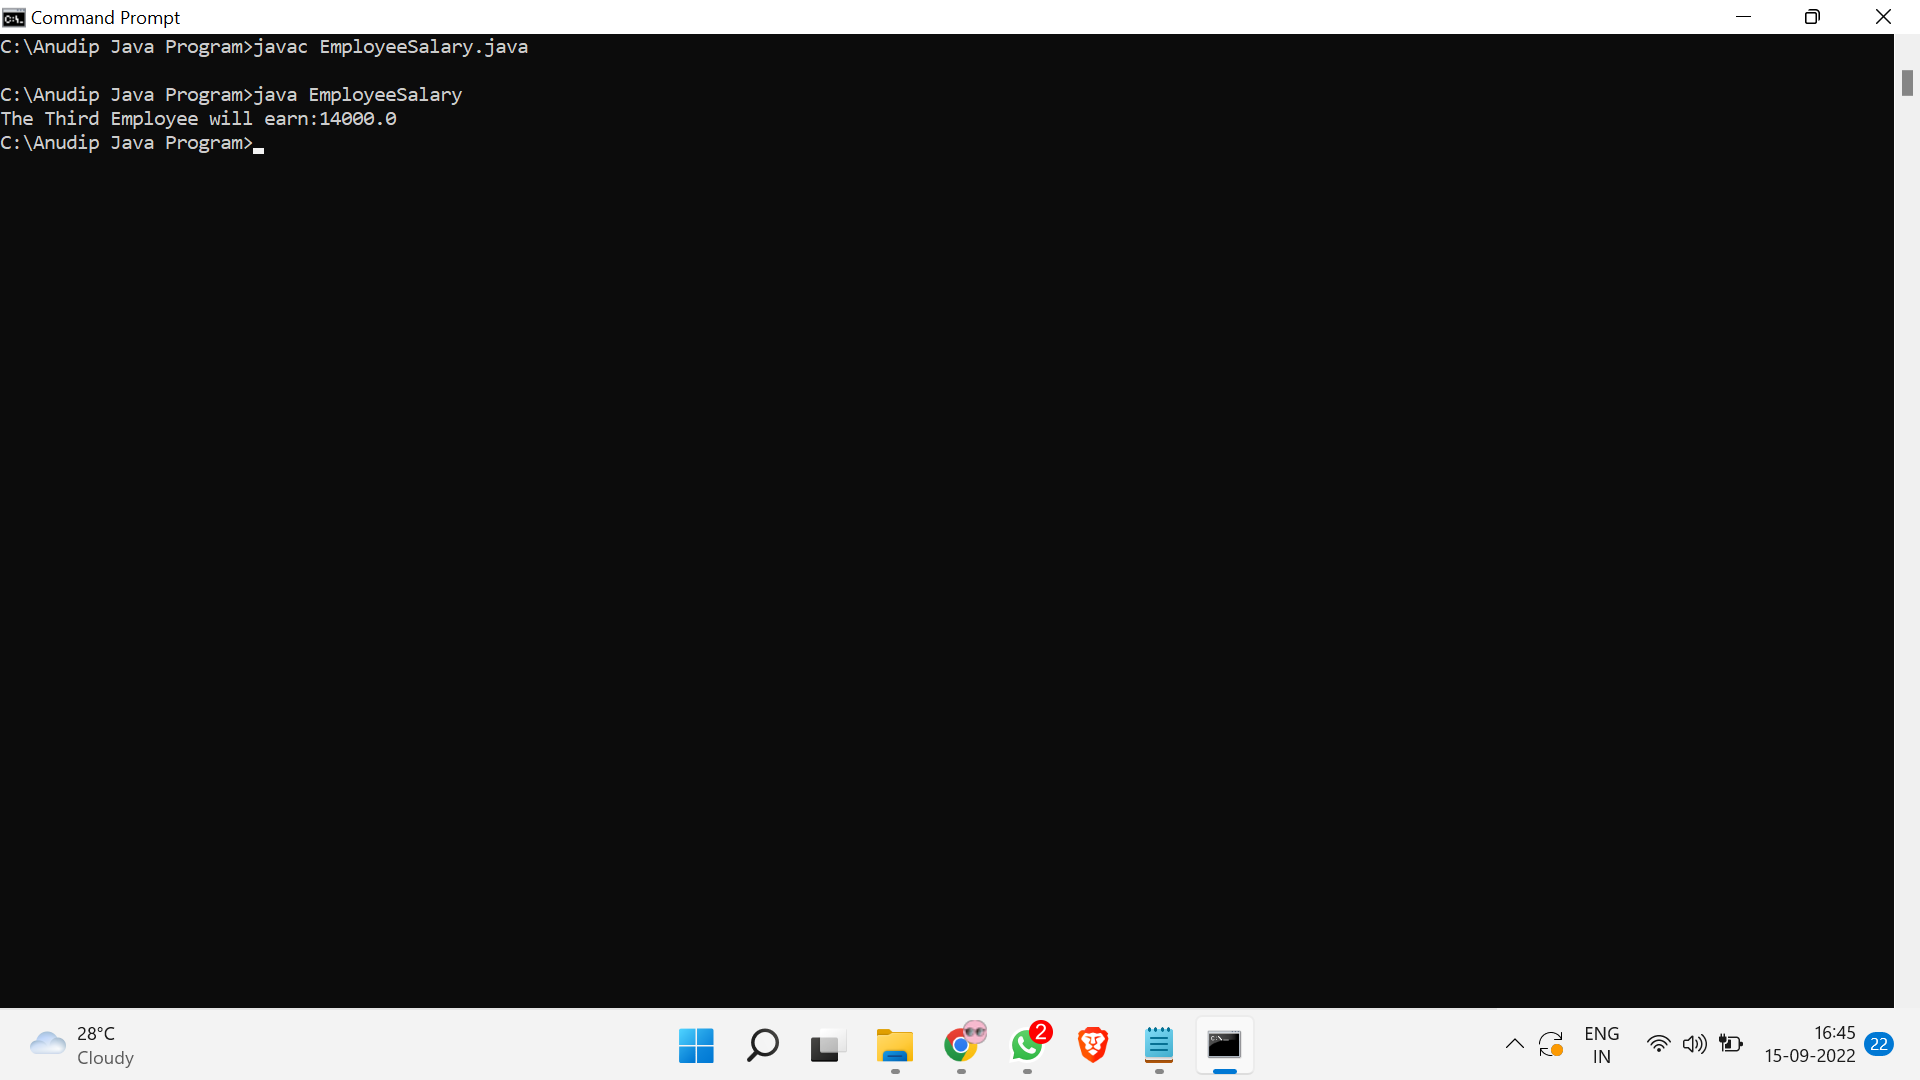 Command Prompt
C:\Anudip Java Program>javac EmployeeSalary.java
C:\Anudip Java Program>java EmployeeSalary
The Third Employee will earn:14000.0
C:\Anudip Java Program>
28°C
Cloudy
2
ENG
IN
16:45
15-09-2022
22